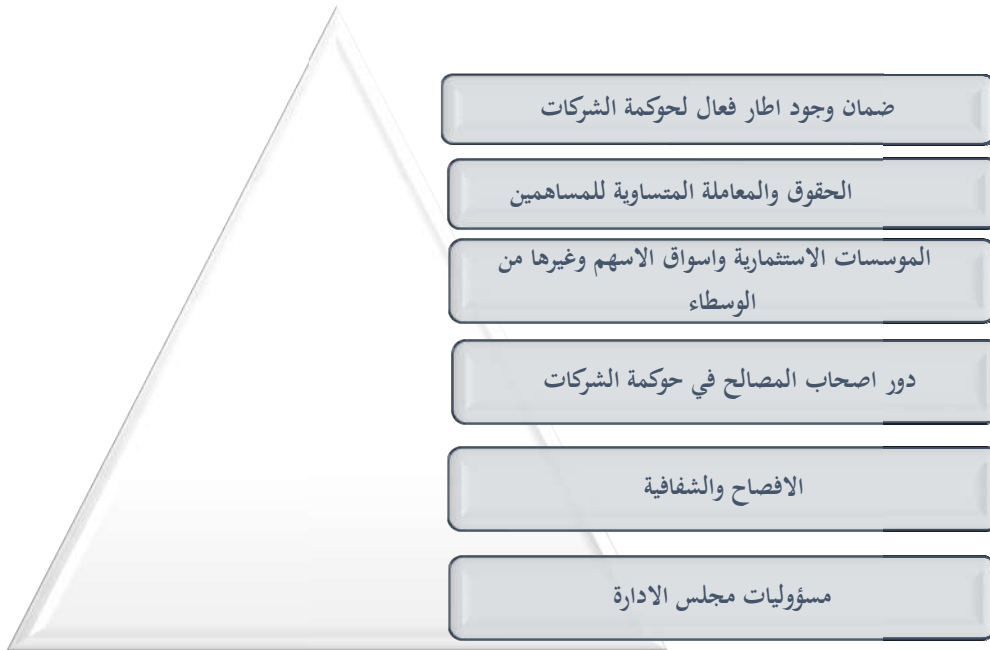 ضمان وجود اطار فعال لحوكمة الشركات
الحقوق والمعاملة المتساوية للمساهمين
الموسسات الاستثمارية واسواق الاسهم وغيرها من
الوسطاء
دور اصحاب المصالح في حوكمة الشركات
الافصاح والشفافية
مسؤوليات مجلس الادارة